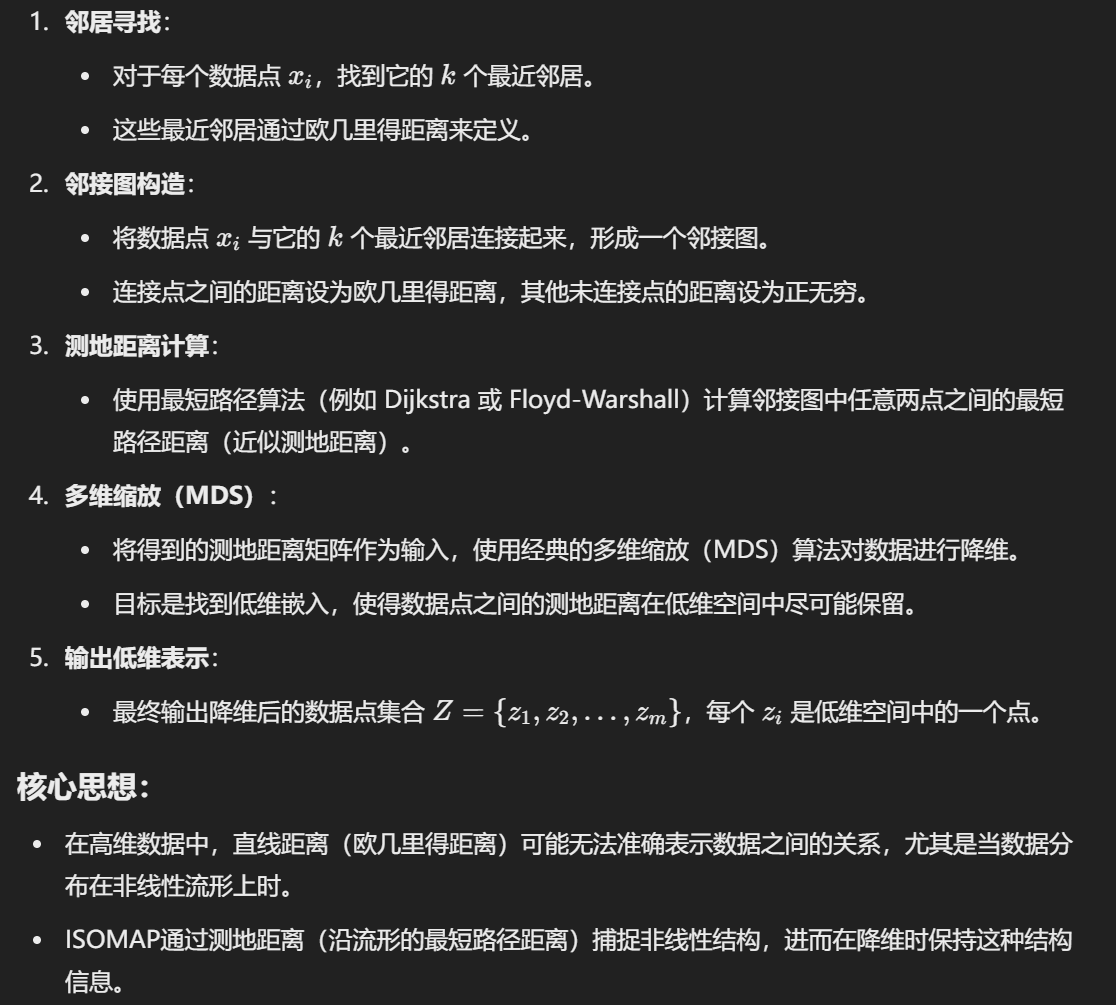 1. 邻居寻找：
• 对于每个数据点 xᵢ，找到它的 k 个最近邻居。
• 这些最近邻居通过欧几里得距离来定义。
2. 邻接图构造：
• 将数据点 xᵢ 与它的 k 个最近邻居连接起来，形成一个邻接图。
• 连接点之间的距离设为欧几里得距离，其他未连接点的距离设为正无穷。
3. 测地距离计算：
• 使用最短路径算法（例如 Dijkstra 或 Floyd-Warshall）计算邻接图中任意两点之间的最短
路径距离（近似测地距离）。
4. 多维缩放（MDS）：
• 将得到的测地距离矩阵作为输入，使用经典的多维缩放（MDS）算法对数据进行降维。
• 目标是找到低维嵌入，使得数据点之间的测地距离在低维空间中尽可能保留。
5. 输出低维表示：
• 最终输出降维后的数据点集合 Z = {z₁, z₂, ..., zₘ}，每个 zᵢ 是低维空间中的一个点。
核心思想：
• 在高维数据中，直线距离（欧几里得距离）可能无法准确表示数据之间的关系，尤其是当数据分
布在非线性流形上时。
• ISOMAP通过测地距离（沿流形的最短路径距离）捕捉非线性结构，进而在降维时保持这种结构
信息。